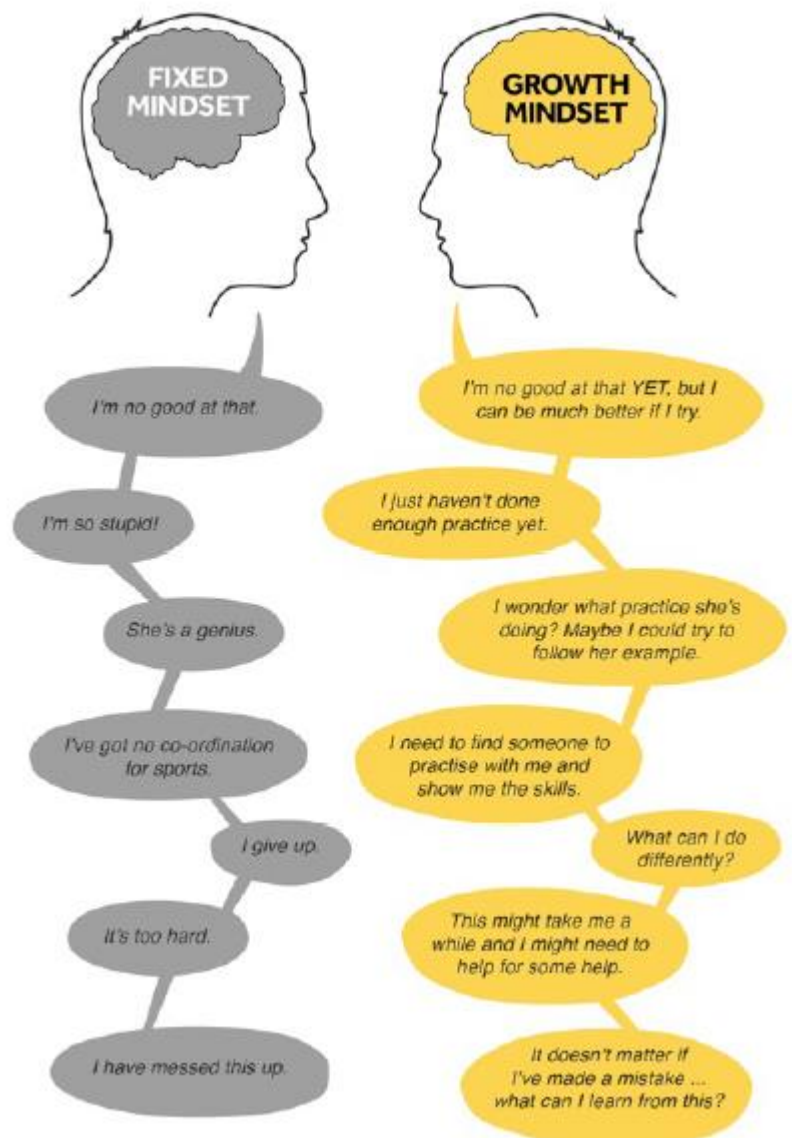 FIXED
MINDSET
I'm no good at that.
I'm so stupid!
She's a genius.
I've got no co-ordination
for sports.
I give up.
It's too hard.
I have messed this up.
GROWTH
MINDSET
I'm no good at that YET, but I
can be much better if I try.
I just haven't done
enough practice yet.
I wonder what practice she's
doing? Maybe I could try to
follow her example.
I need to find someone to
practise with me and
show me the skills.
What can I do
differently?
This might take me a
while and I might need to
help for some help.
It doesn't matter if
I've made a mistake ...
what can I learn from this?